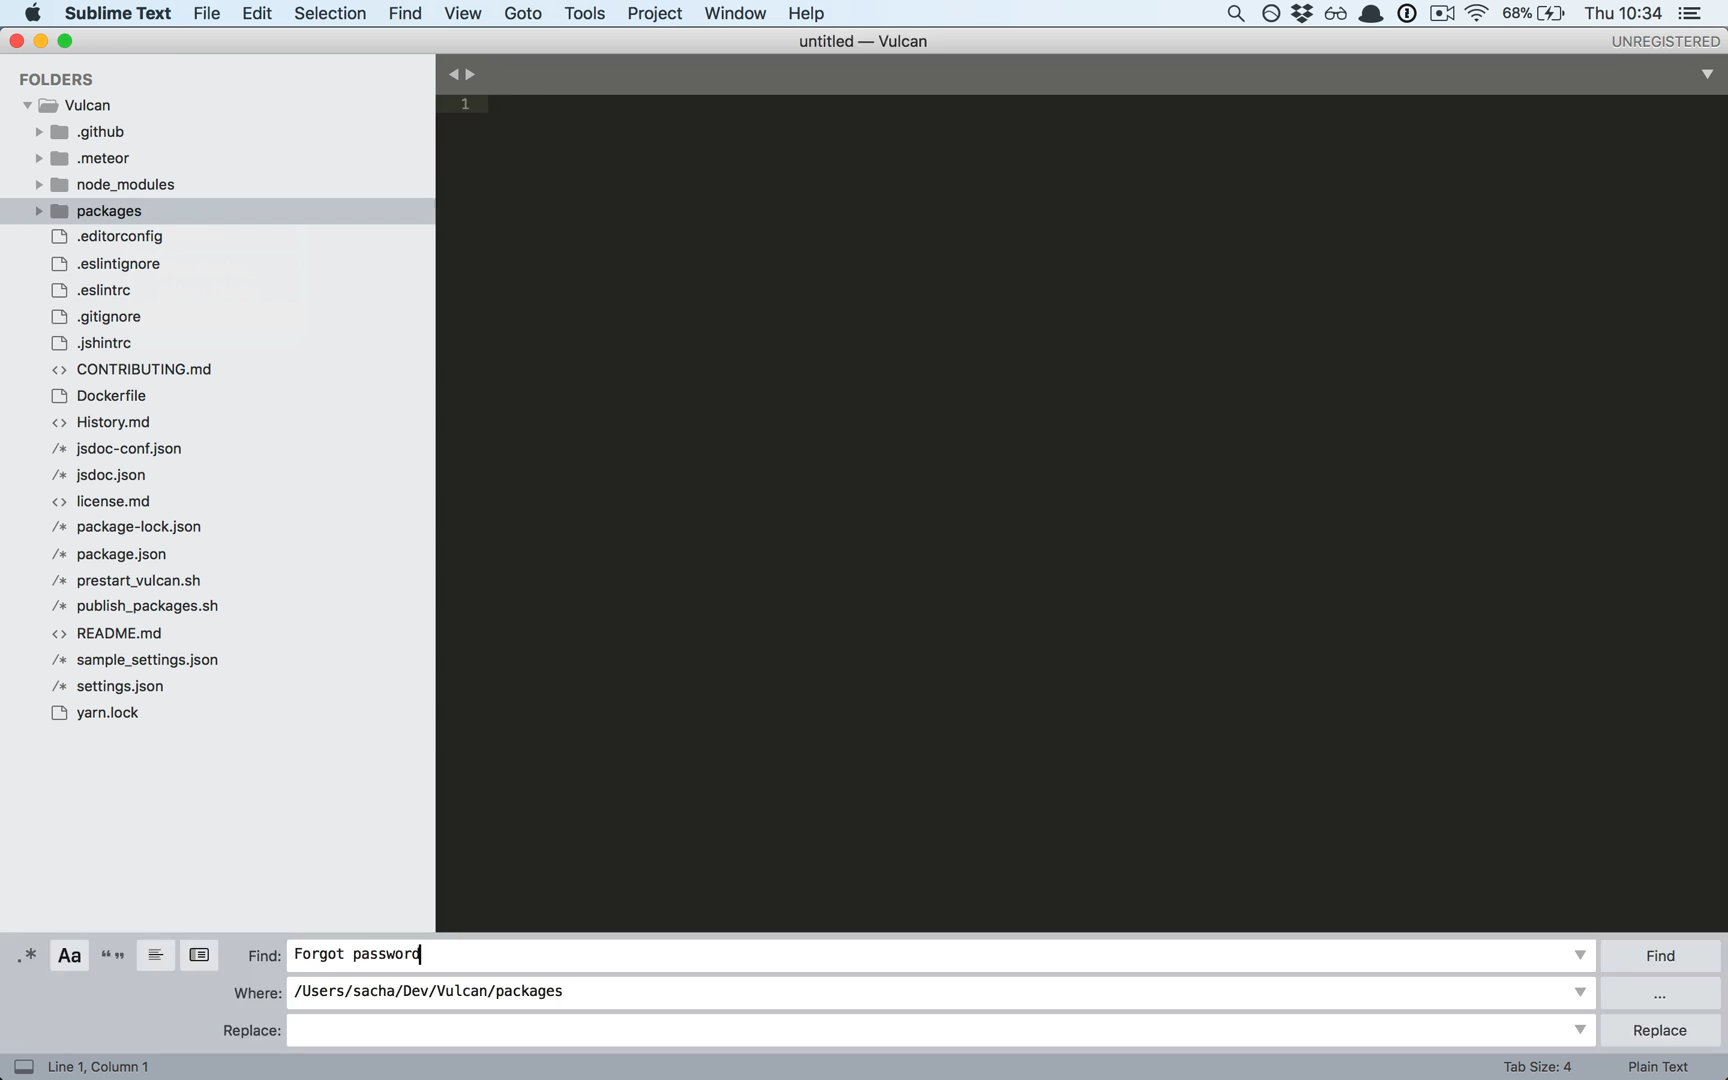 Sublime Text File Edit Selection Find View Goto Tools Project Window Help 68% Thu 10:34
untitled — Vulcan UNREGISTERED
FOLDERS
Vulcan
.github
.meteor
node_modules
packages
.editorconfig
.eslintignore
.eslintrc
.gitignore
.jshintrc
<> CONTRIBUTING.md
Dockerfile
<> History.md
/* jsdoc-conf.json
/* jsdoc.json
<> license.md
/* package-lock.json
/* package.json
/* prestart_vulcan.sh
/* publish_packages.sh
<> README.md
/* sample_settings.json
/* settings.json
yarn.lock
1
.* Aa “” Find: Forgot password Find
Where: /Users/sacha/Dev/Vulcan/packages ...
Replace: Replace
Line 1, Column 1 Tab Size: 4 Plain Text